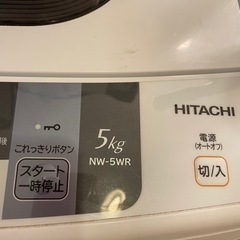 後
これっきりボタン
スタート
一時停止
5kg
NW-5WR
HITACHI
電源
(オートオフ)
切/入